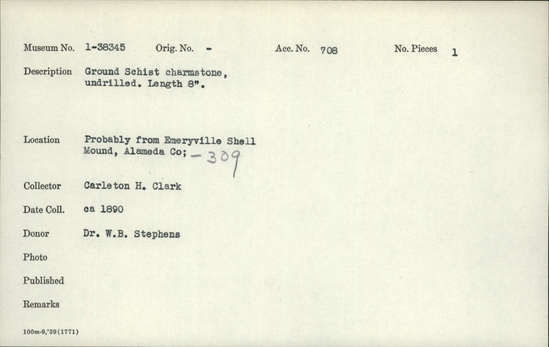 Museum No. 1-38345 Orig. No. - Acc. No. 708 No. Pieces 1
Description Ground Schist charmstone,
undrilled. Length 8".
Location Probably from Emeryville Shell
Mound, Alameda Co; -309
Collector Carleton H. Clark
Date Coll. ca 1890
Donor Dr. W.B. Stephens
Photo
Published
Remarks
100m-9,'39(1771)